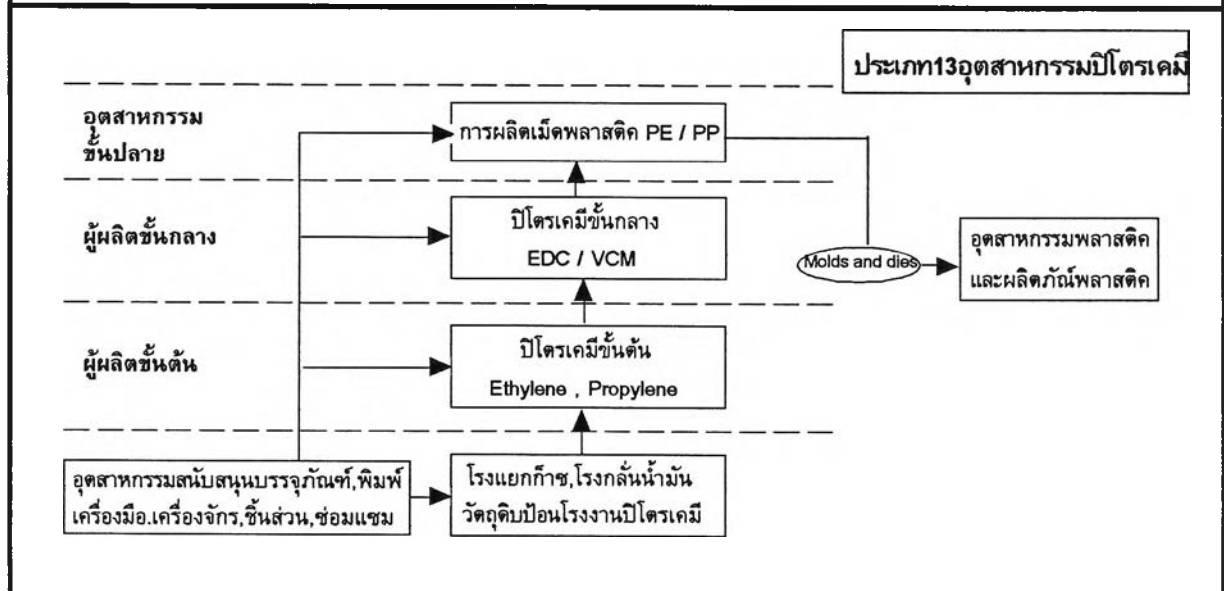 ประเภท13อุตสาหกรรมปิโตรเคมี
อุตสาหกรรม
ขั้นปลาย
การผลิตเม็ดพลาสติค PE / PP
ผู้ผลิตขั้นกลาง
ปิโตรเคมีขั้นกลาง
EDC / VCM
Molds and dies
อุตสาหกรรมพลาสติค
และผลิตภัณ์พลาสติค
ผู้ผลิตขั้นต้น
ปิโตรเคมีขั้นต้น
Ethylene , Propylene
อุตสาหกรรมสนับสนุนบรรจุภัณฑ์,พิมพ์
เครื่องมือ.เครื่องจักร,ชิ้นส่วน,ซ่อมแซม
โรงแยกก๊าซ,โรงกลั่นน้ำมัน
วัตถุดิบป้อนโรงงานปิโตรเคมี